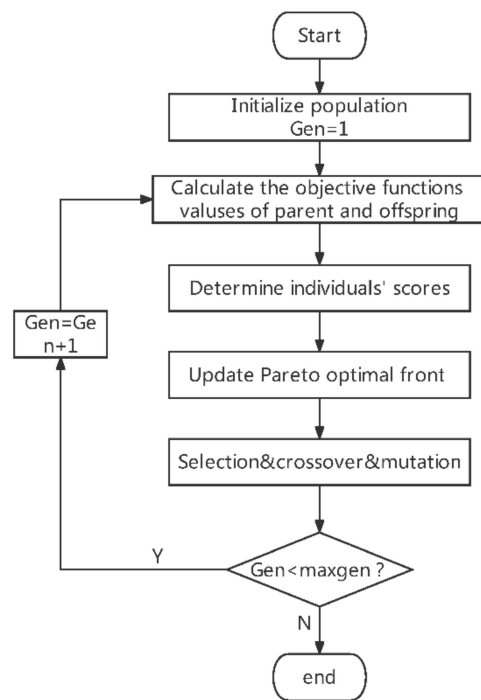 Start
Initialize population
Gen=1
Calculate the objective functions
valuses of parent and offspring
Determine individuals' scores
Gen=Ge
n+1
Update Pareto optimal front
Selection&crossover&mutation
Y
Gen<maxgen ?
N
end